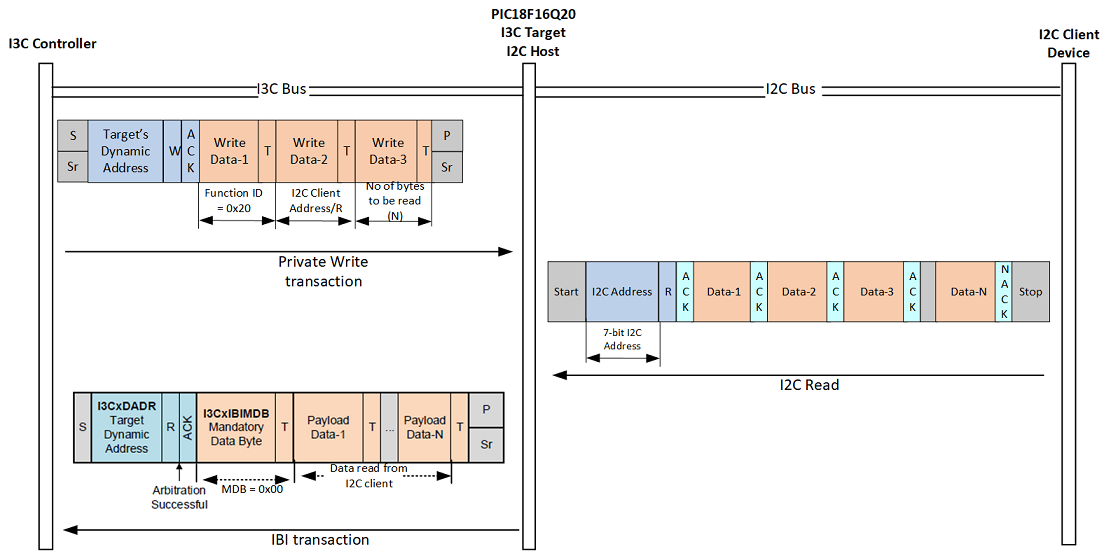 PIC18F16Q20
I3C Target
I2C Host
I3C Controller
I2C Client
Device
I3C Bus
I2C Bus
S
Sr
Target's
Dynamic
Address
W
A
C
K
Write
Data-1
T
Write
Data-2
T
Write
Data-3
T
P
Sr
Function ID
= 0x20
I2C Client
Address/R
No of bytes
to be read
(N)
Private Write
transaction
Start
I2C Address
R
A
C
K
Data-1
A
C
K
Data-2
A
C
K
Data-3
A
C
K
Data-N
N
A
C
K
Stop
7-bit I2C
Address
I2C Read
S
I3CxDADR
Target
Dynamic
Address
R
ACK
I3CxIBIMDB
Mandatory
Data Byte
T
Payload
Data-1
T
...
Payload
Data-N
T
P
Sr
Arbitration
Successful
MDB = 0x00
Data read from
I2C client
IBI transaction